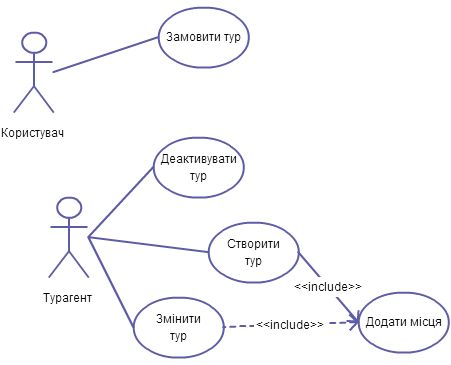 Замовити тур
Користувач
Деактивувати
тур
Створити
тур
Турагент
<<include>>
Змінити
тур
<<include>>
Додати місця